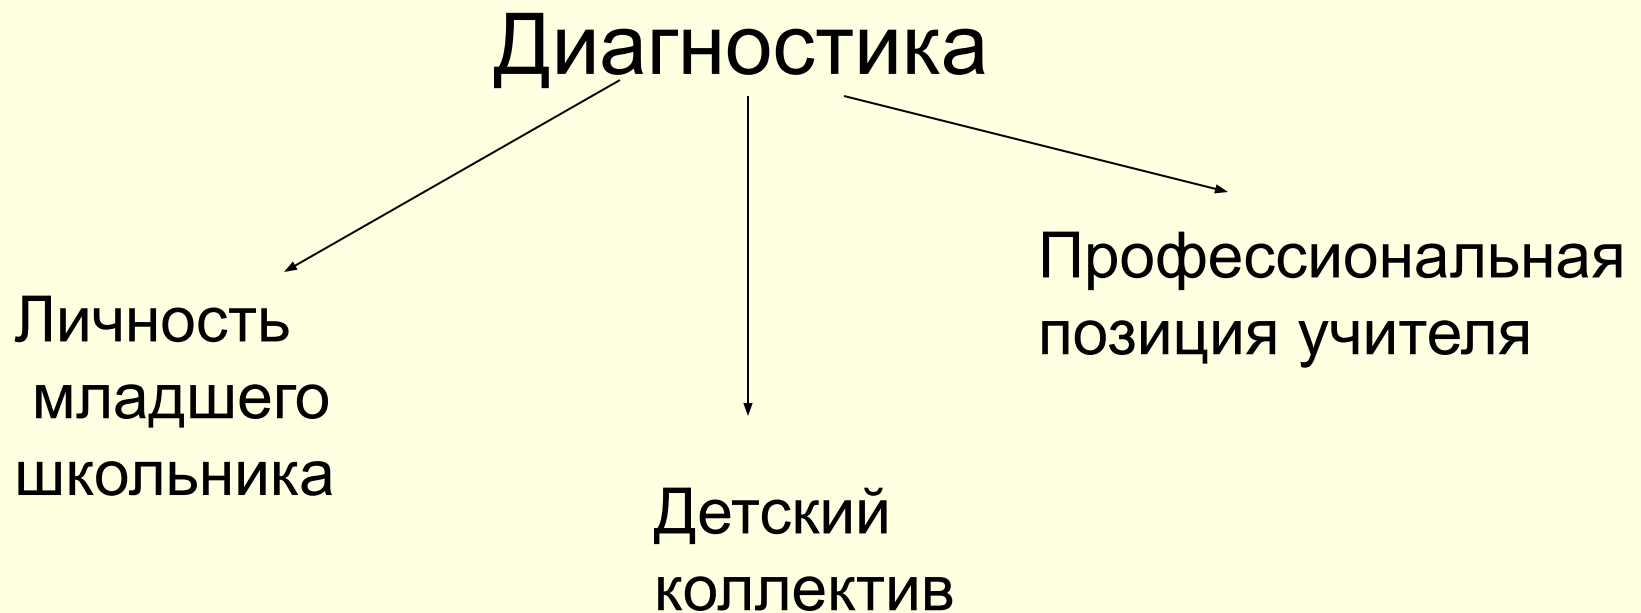 Диагностика
Личность
младшего
школьника
Детский
коллектив
Профессиональная
позиция учителя